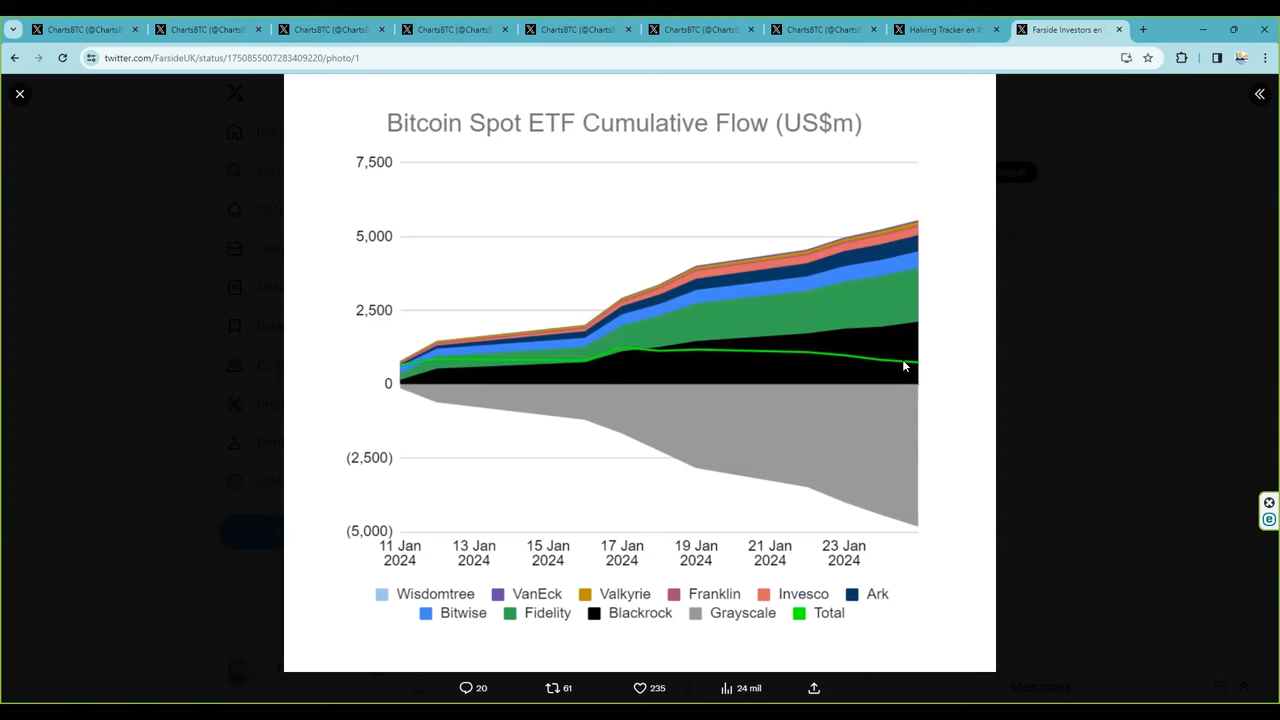 ChartsBTC (@ChartsB
ChartsBTC (@ChartsB
ChartsBTC (@ChartsB
ChartsBTC (@ChartsB
ChartsBTC (@ChartsB
ChartsBTC (@ChartsB
ChartsBTC (@ChartsB
Halving Tracker en X
Farside Investors en
twitter.com/FarsideUK/status/1750855007283409220/photo/1
Bitcoin Spot ETF Cumulative Flow (US$m)
7,500
5,000
2,500
0
(2,500)
(5,000)
11 Jan 13 Jan 15 Jan 17 Jan 19 Jan 21 Jan 23 Jan
2024 2024 2024 2024 2024 2024 2024
Wisdomtree VanEck Valkyrie Franklin Invesco Ark
Bitwise Fidelity Blackrock Grayscale Total
20 61 235 24 mil
Mensajes